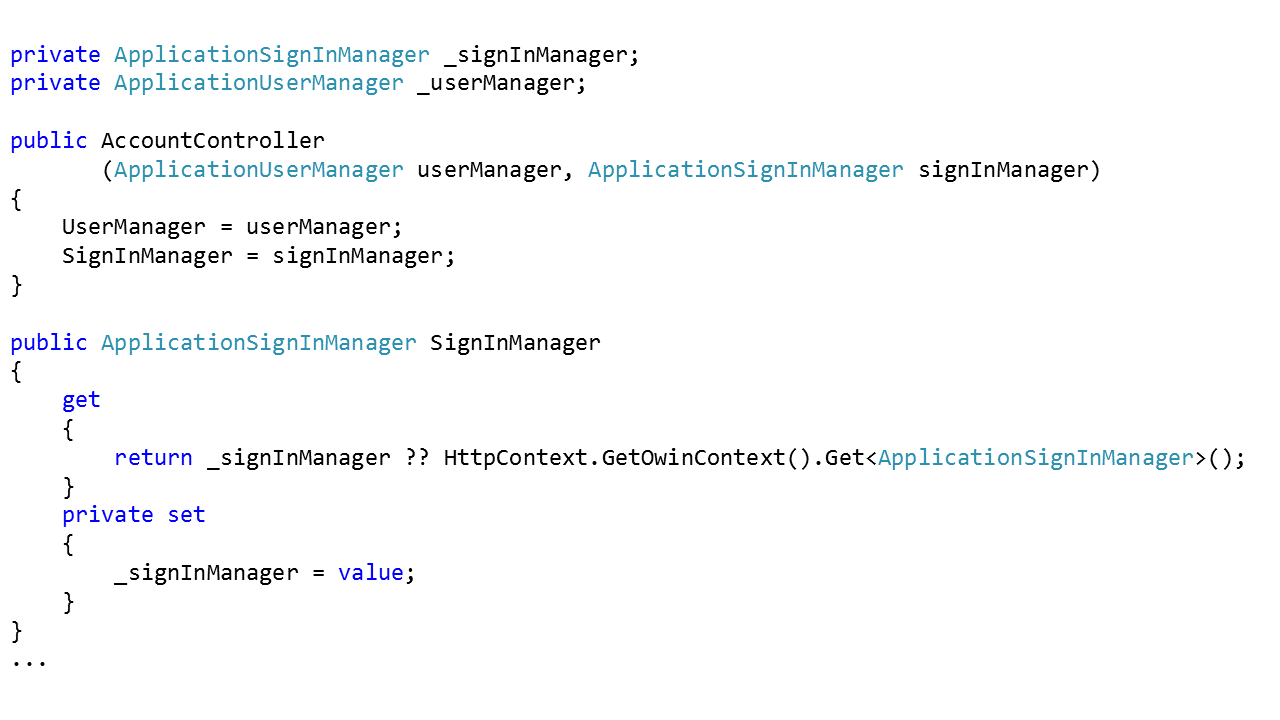 private ApplicationSignInManager _signInManager;
private ApplicationUserManager _userManager;
public AccountController
(ApplicationUserManager userManager, ApplicationSignInManager signInManager)
{
UserManager = userManager;
SignInManager = signInManager;
}
public ApplicationSignInManager SignInManager
{
get
{
return _signInManager ?? HttpContext.GetOwinContext().Get<ApplicationSignInManager>();
}
private set
{
_signInManager = value;
}
}
...